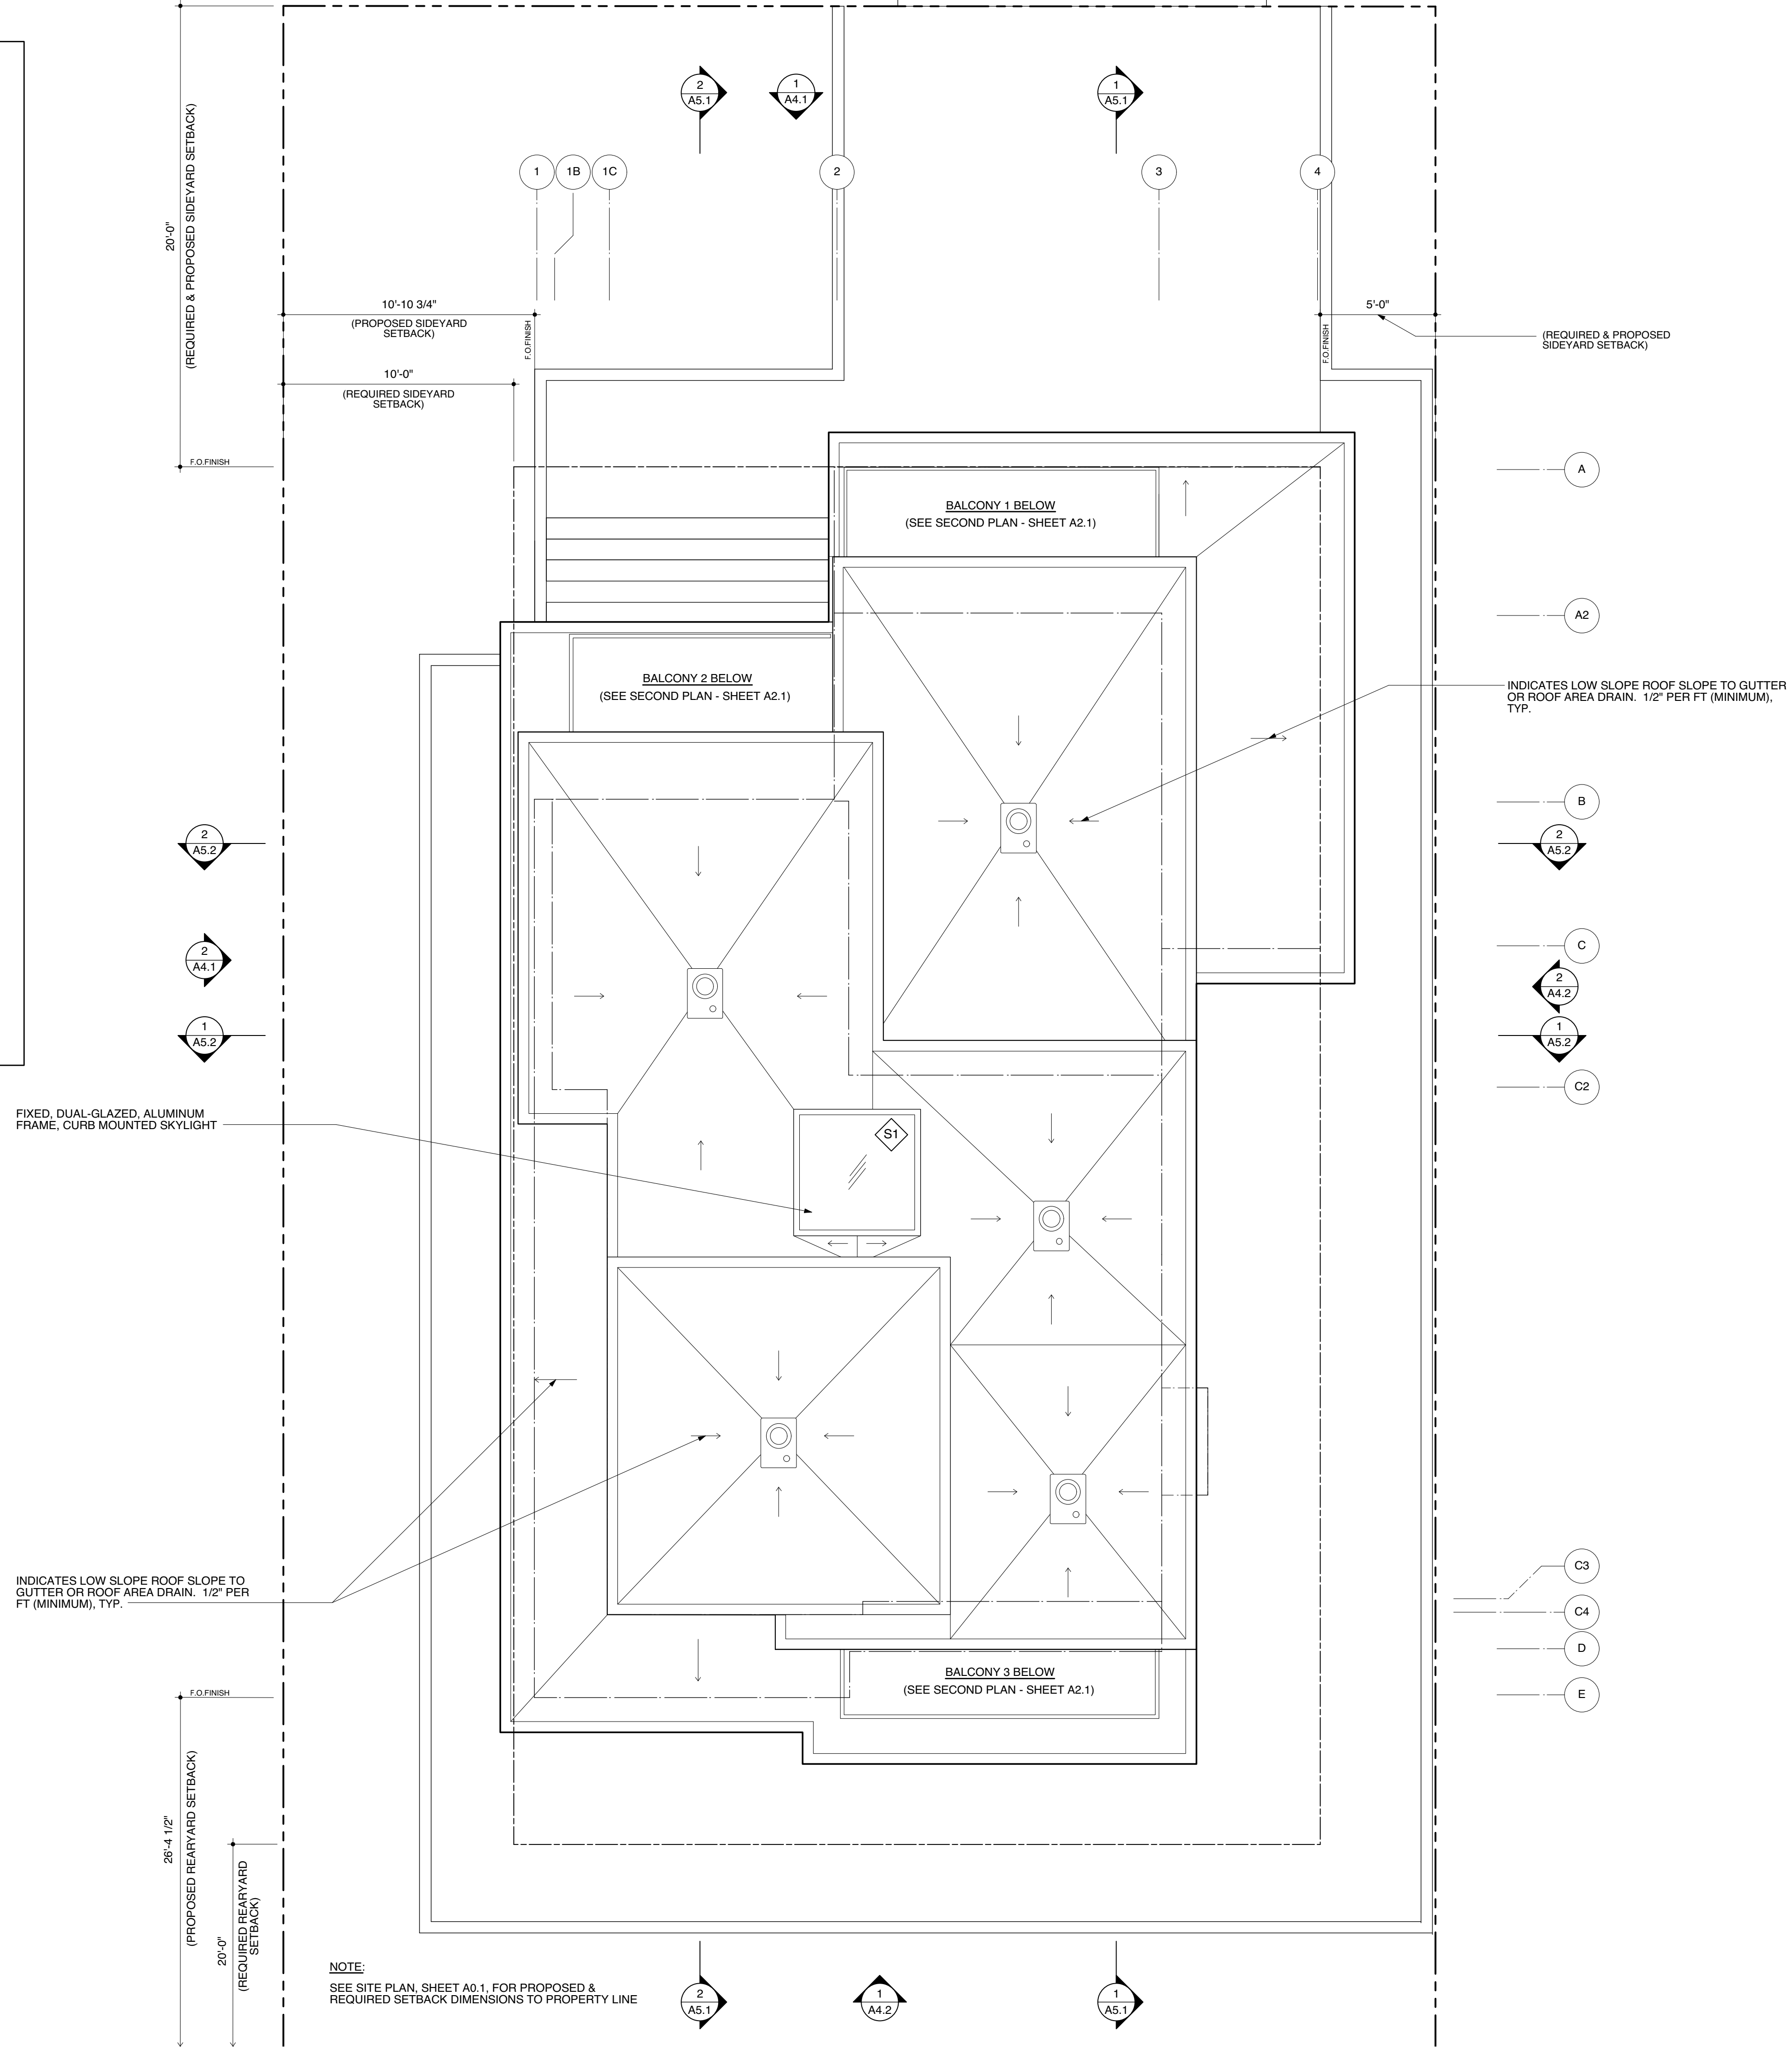 2
A5.1
1
A4.1
1
A5.1
20'-0"
(REQUIRED & PROPOSED SIDEYARD SETBACK)
1
1B
1C
2
3
4
10'-10 3/4"
(PROPOSED SIDEYARD
SETBACK)
F.O.FINISH
F.O.FINISH
5'-0"
(REQUIRED & PROPOSED
SIDEYARD SETBACK)
10'-0"
(REQUIRED SIDEYARD
SETBACK)
F.O.FINISH
A
BALCONY 1 BELOW
(SEE SECOND PLAN - SHEET A2.1)
A2
BALCONY 2 BELOW
(SEE SECOND PLAN - SHEET A2.1)
INDICATES LOW SLOPE ROOF SLOPE TO GUTTER
OR ROOF AREA DRAIN. 1/2" PER FT (MINIMUM),
TYP.
B
2
A5.2
2
A5.2
C
2
A4.1
2
A4.2
1
A5.2
1
A5.2
C2
FIXED, DUAL-GLAZED, ALUMINUM
FRAME, CURB MOUNTED SKYLIGHT
S1
INDICATES LOW SLOPE ROOF SLOPE TO
GUTTER OR ROOF AREA DRAIN. 1/2" PER
FT (MINIMUM), TYP.
C3
C4
D
E
BALCONY 3 BELOW
(SEE SECOND PLAN - SHEET A2.1)
F.O.FINISH
26'-4 1/2"
(PROPOSED REARYARD SETBACK)
20'-0"
(REQUIRED REARYARD
SETBACK)
NOTE:
SEE SITE PLAN, SHEET A0.1, FOR PROPOSED &
REQUIRED SETBACK DIMENSIONS TO PROPERTY LINE
2
A5.1
1
A4.2
1
A5.1